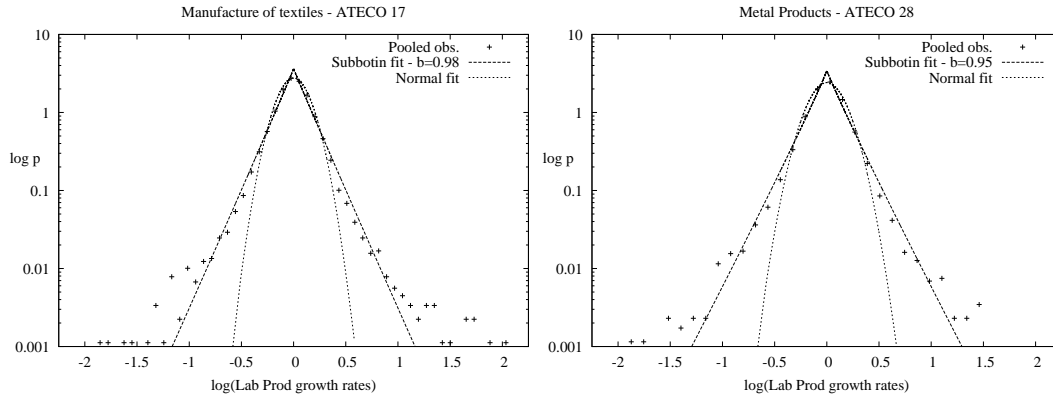 Manufacture of textiles - ATECO 17
10
1
0.1
0.01
0.001
log p
Pooled obs.
Subbotin fit - b=0.98
Normal fit
-2 -1.5 -1 -0.5 0 0.5 1 1.5 2
log(Lab Prod growth rates)
Metal Products - ATECO 28
10
1
0.1
0.01
0.001
log p
Pooled obs.
Subbotin fit - b=0.95
Normal fit
-2 -1.5 -1 -0.5 0 0.5 1 1.5 2
log(Lab Prod growth rates)